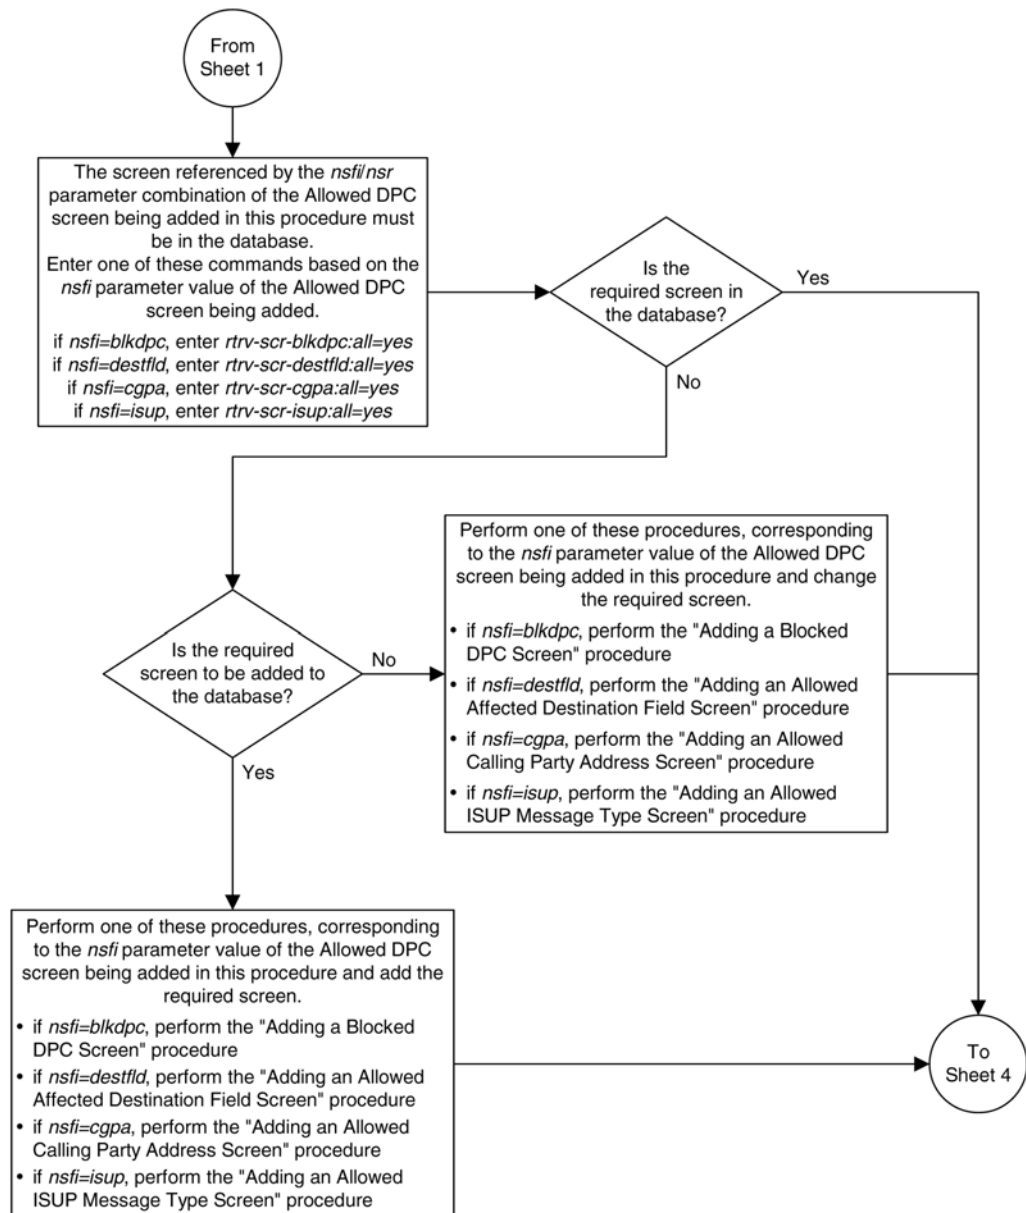 From
Sheet 1
The screen referenced by the nsfi/nsr
parameter combination of the Allowed DPC
screen being added in this procedure must
be in the database.
Enter one of these commands based on the
nsfi parameter value of the Allowed DPC
screen being added.
if nsfi=blkdpc, enter rtrv-scr-blkdpc:all=yes
if nsfi=destfld, enter rtrv-scr-destfld:all=yes
if nsfi=cgpa, enter rtrv-scr-cgpa:all=yes
if nsfi=isup, enter rtrv-scr-isup:all=yes
Is the
required screen in
the database?
Yes
No
Is the required
screen to be added to
the database?
No
Yes
Perform one of these procedures, corresponding
to the nsfi parameter value of the Allowed DPC
screen being added in this procedure and change
the required screen.
• if nsfi=blkdpc, perform the "Adding a Blocked
DPC Screen" procedure
• if nsfi=destfld, perform the "Adding an Allowed
Affected Destination Field Screen" procedure
• if nsfi=cgpa, perform the "Adding an Allowed
Calling Party Address Screen" procedure
• if nsfi=isup, perform the "Adding an Allowed
ISUP Message Type Screen" procedure
Perform one of these procedures, corresponding
to the nsfi parameter value of the Allowed DPC
screen being added in this procedure and add the
required screen.
• if nsfi=blkdpc, perform the "Adding a Blocked
DPC Screen" procedure
• if nsfi=destfld, perform the "Adding an Allowed
Affected Destination Field Screen" procedure
• if nsfi=cgpa, perform the "Adding an Allowed
Calling Party Address Screen" procedure
• if nsfi=isup, perform the "Adding an Allowed
ISUP Message Type Screen" procedure
To
Sheet 4